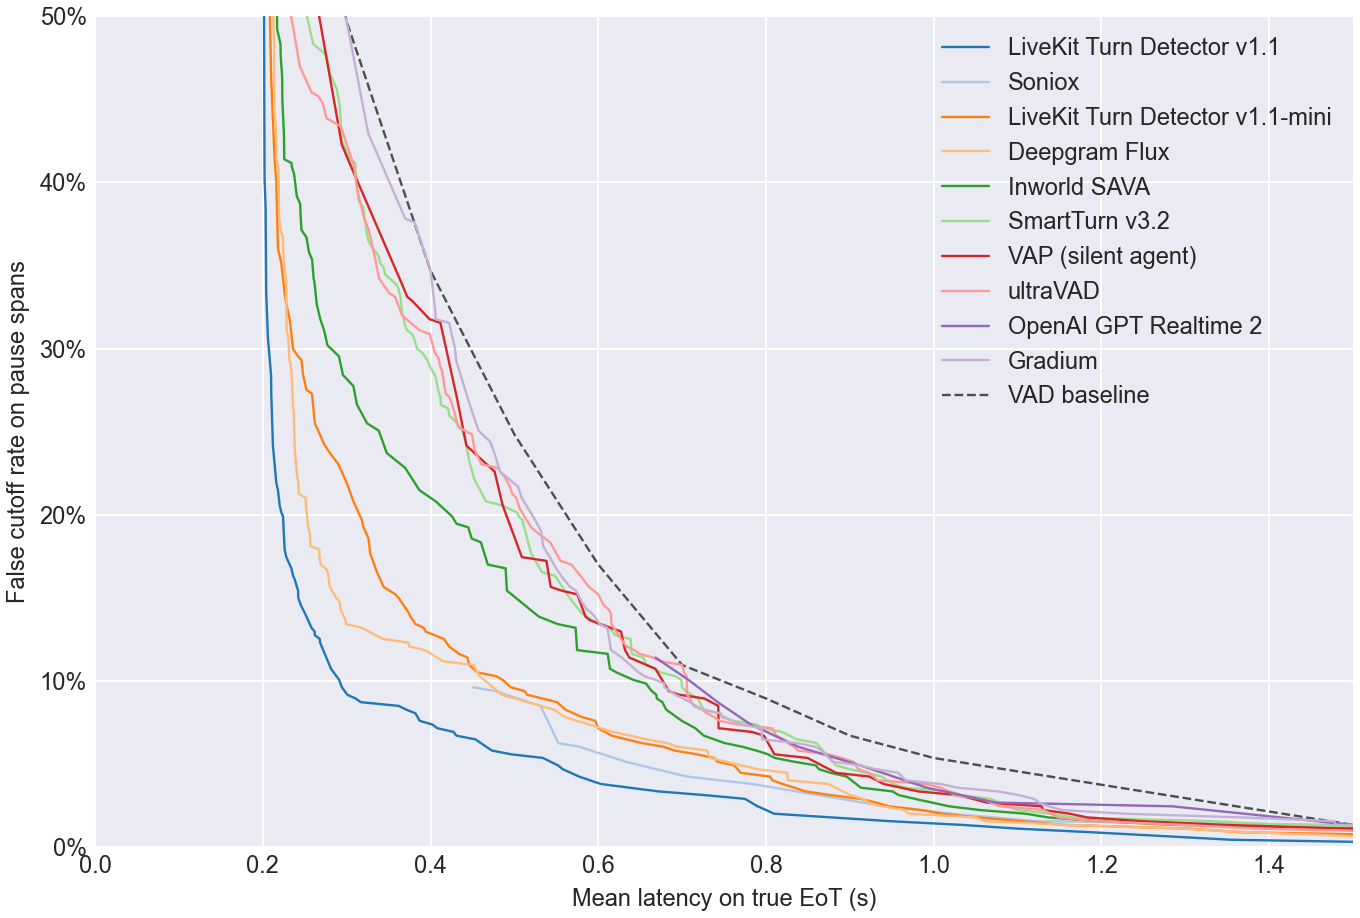 50%
40%
30%
20%
10%
0%
False cutoff rate on pause spans
LiveKit Turn Detector v1.1
Soniox
LiveKit Turn Detector v1.1-mini
Deepgram Flux
Inworld SAVA
SmartTurn v3.2
VAP (silent agent)
ultraVAD
OpenAI GPT Realtime 2
Gradium
VAD baseline
0.0 0.2 0.4 0.6 0.8 1.0 1.2 1.4
Mean latency on true EoT (s)